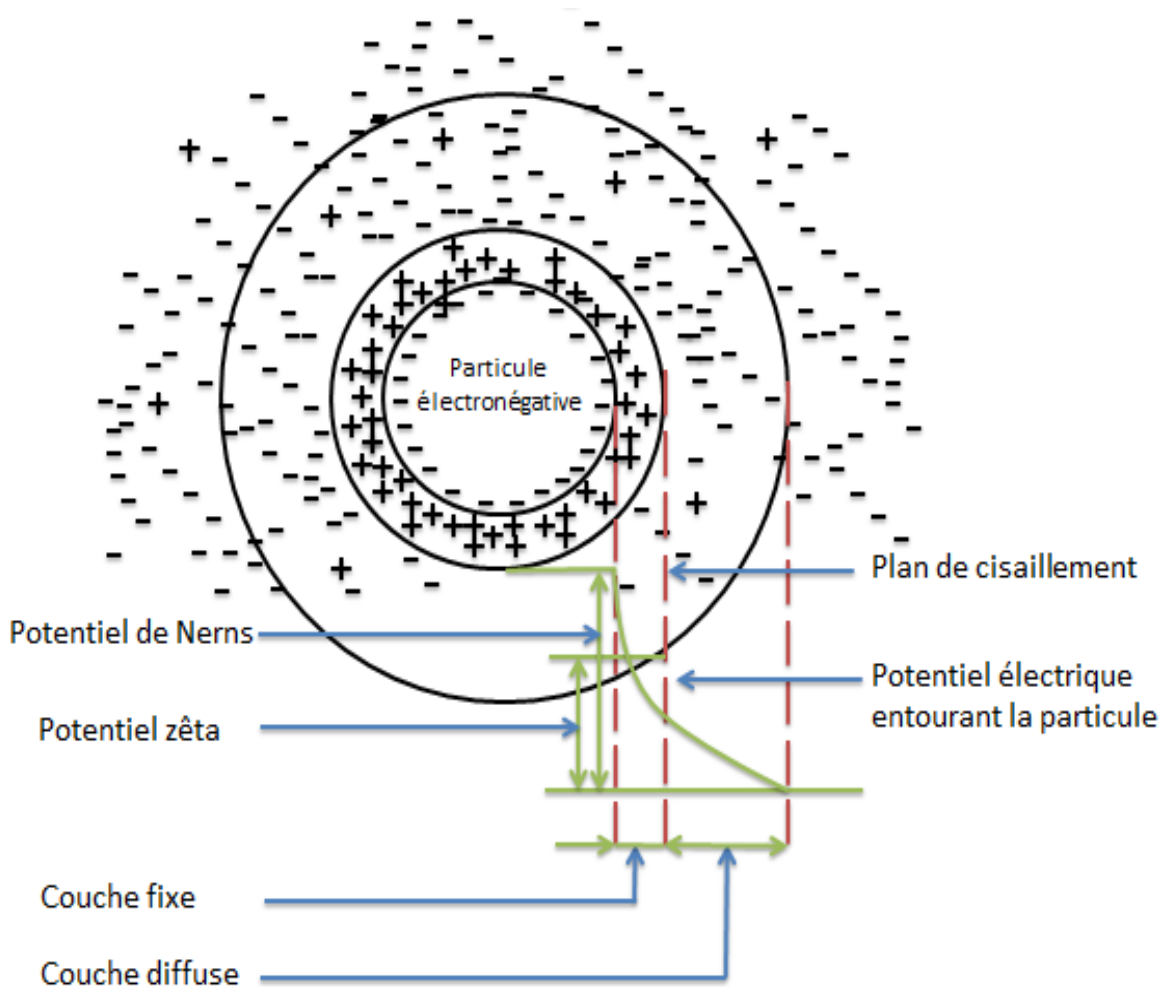 Particule
électronégative
Plan de cisaillement
Potentiel de Nerns
Potentiel électrique
entourant la particule
Potentiel zêta
Couche fixe
Couche diffuse